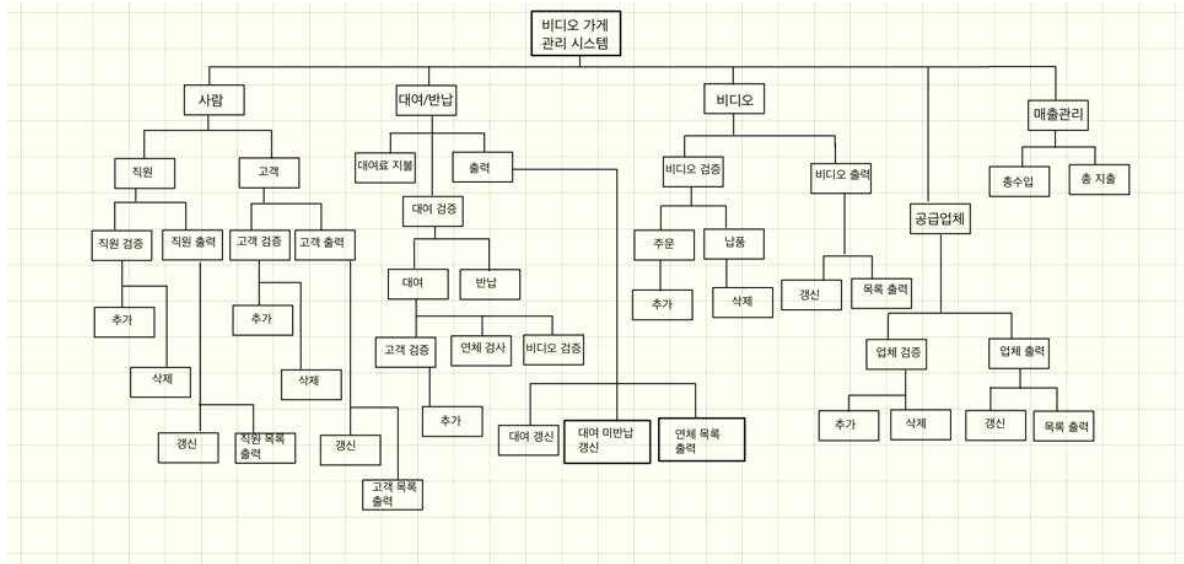 비디오 가게
관리 시스템
사람
대여/반납
비디오
매출관리
직원
고객
대여료 지불
출력
비디오 검증
비디오 출력
총수입
총 지출
대여 검증
공급업체
직원 검증
직원 출력
고객 검증
고객 출력
주문
납품
대여
반납
추가
삭제
갱신
목록 출력
추가
추가
고객 검증
연체 검사
비디오 검증
업체 검증
업체 출력
삭제
삭제
추가
대여 갱신
대여 미반납
갱신
연체 목록
출력
추가
삭제
갱신
목록 출력
갱신
직원 목록
출력
갱신
고객 목록
출력